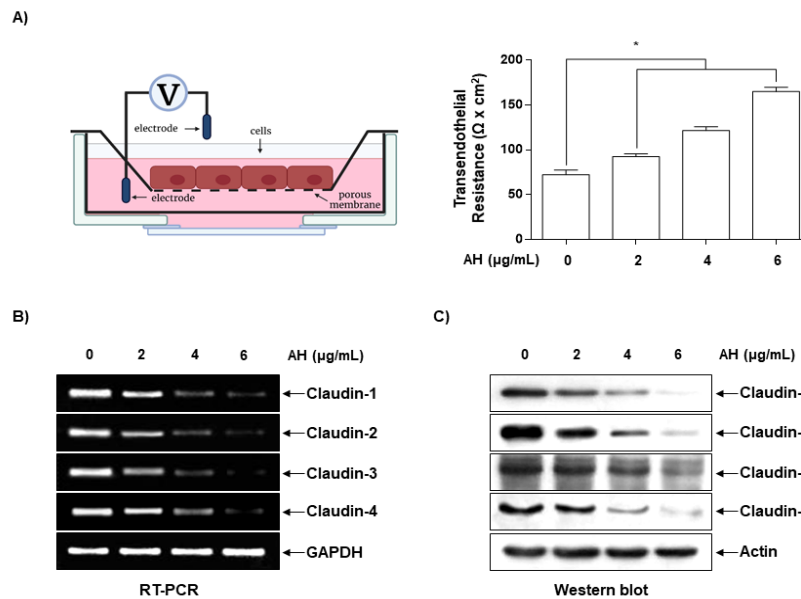 A)
V
electrode
cells
electrode
porous
membrane
Transendothelial
Resistance (Ω x cm²)
200
150
100
50
0
*
AH (µg/mL)
0 2 4 6
B)
0 2 4 6 AH (µg/mL)
Claudin-1
Claudin-2
Claudin-3
Claudin-4
GAPDH
RT-PCR
C)
0 2 4 6 AH (µg/mL)
Claudin-
Claudin-
Claudin-
Claudin-
Actin
Western blot